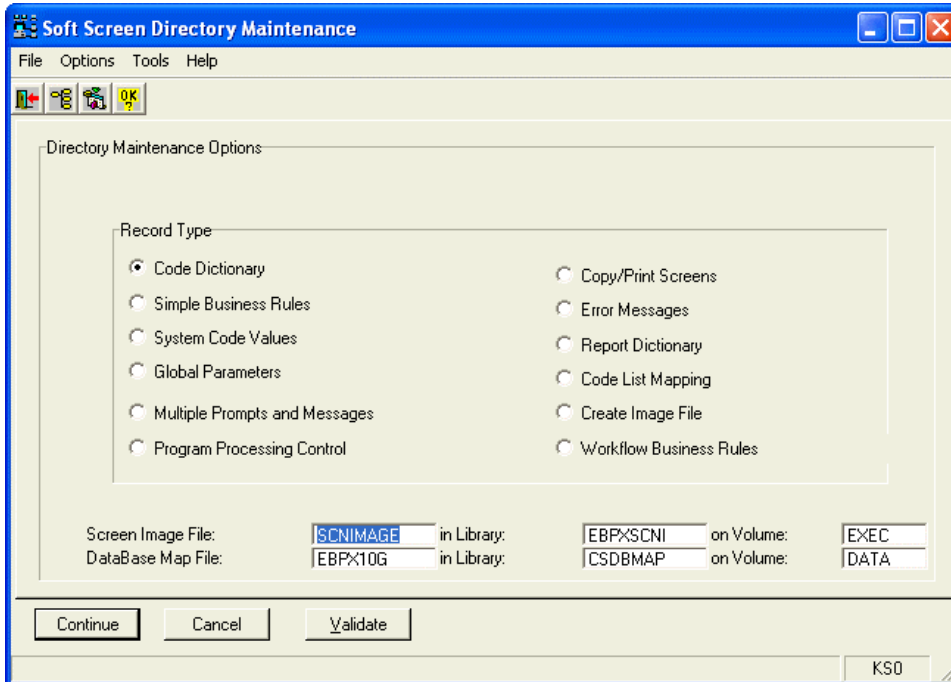 Soft Screen Directory Maintenance
File Options Tools Help
OK?
Directory Maintenance Options
Record Type
Code Dictionary
Simple Business Rules
System Code Values
Global Parameters
Multiple Prompts and Messages
Program Processing Control
Copy/Print Screens
Error Messages
Report Dictionary
Code List Mapping
Create Image File
Workflow Business Rules
Screen Image File: SCNIMAGE in Library: EBPXSCNI on Volume: EXEC
DataBase Map File: EBPX10G in Library: CSDBMAP on Volume: DATA
Continue Cancel Validate
KS0